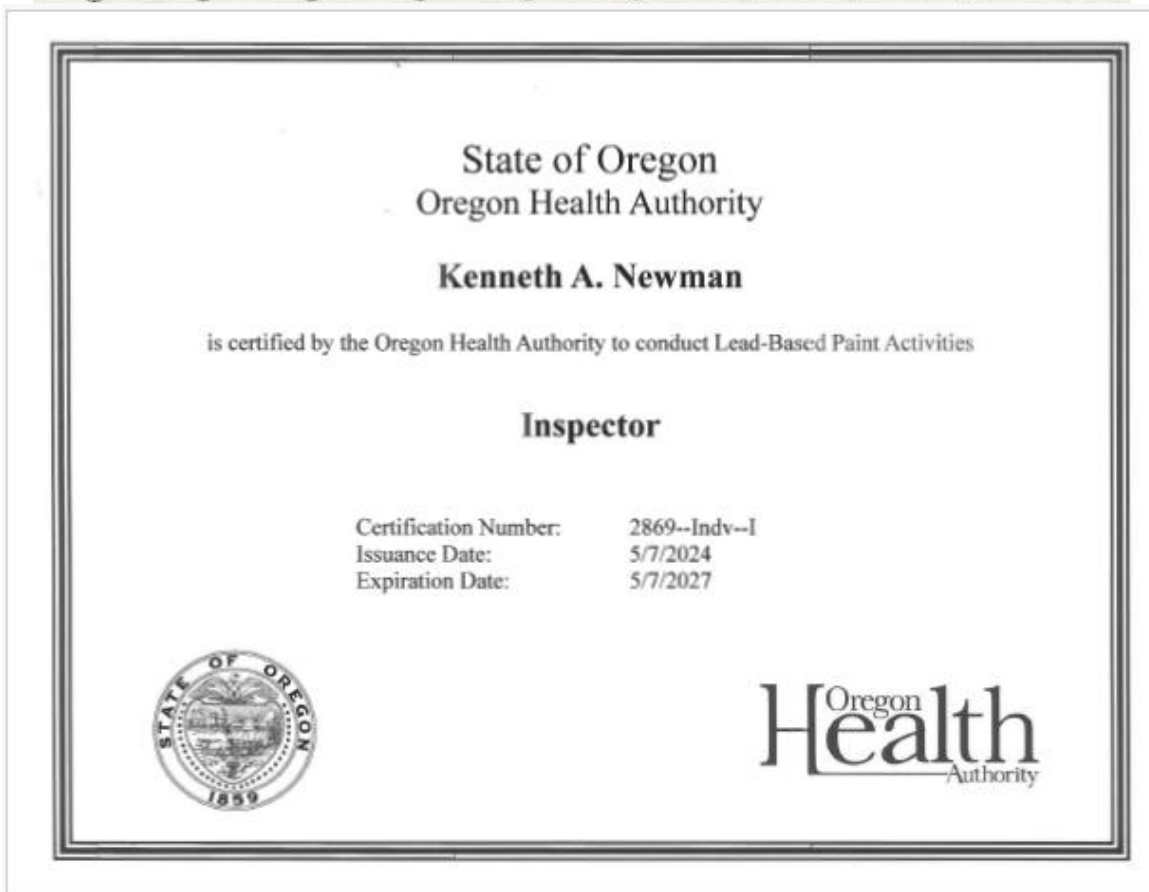 State of Oregon
Oregon Health Authority
Kenneth A. Newman
is certified by the Oregon Health Authority to conduct Lead-Based Paint Activities
Inspector
Certification Number: 2869--Indv--I
Issuance Date: 5/7/2024
Expiration Date: 5/7/2027
STATE OF OREGON
1859
Oregon
Health
Authority